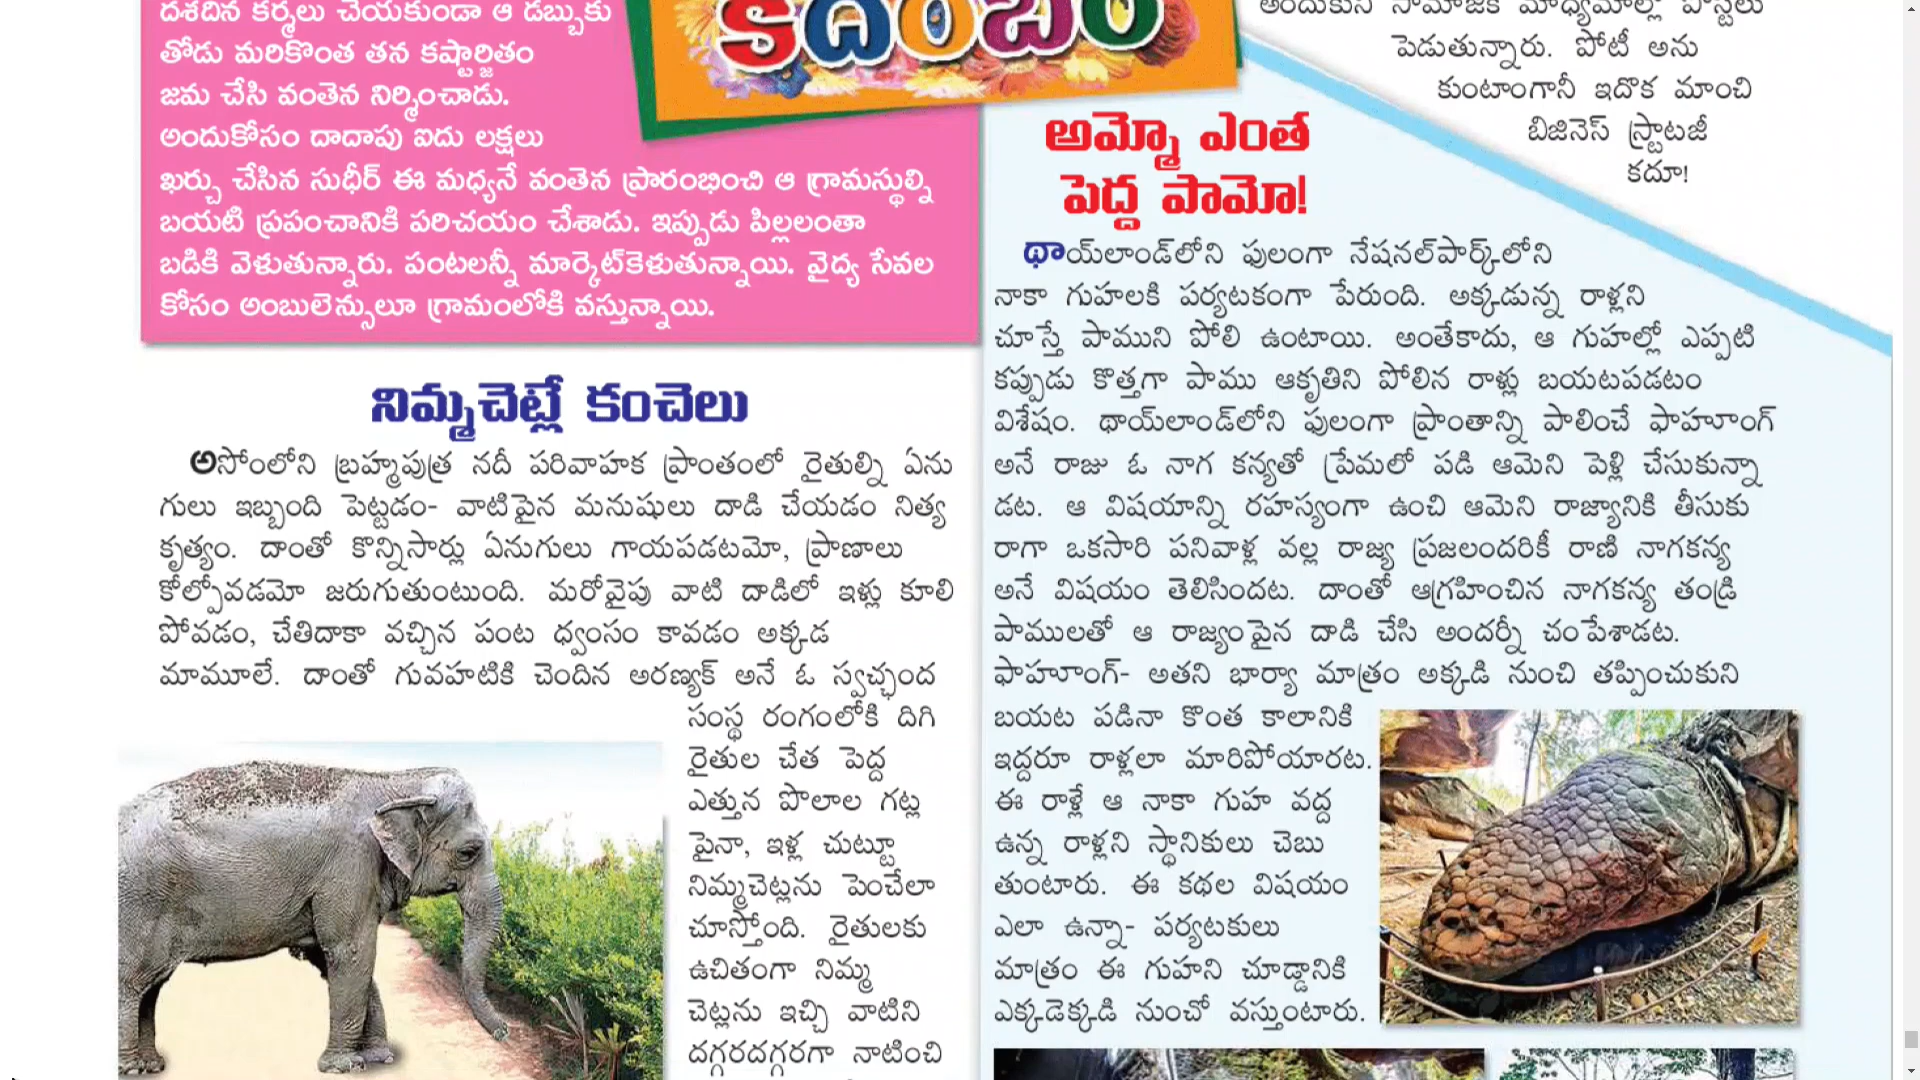 దశదిన కర్మలు చేయకుండా ఆ డబ్బుకు
తోడు మరికొంత తన కష్టార్జితం
జమ చేసి వంతెన నిర్మించాడు.
అందుకోసం దాదాపు ఐదు లక్షలు
ఖర్చు చేసిన సుధీర్ ఈ మధ్యనే వంతెన ప్రారంభించి ఆ గ్రామస్థుల్ని
బయటి ప్రపంచానికి పరిచయం చేశాడు. ఇప్పుడు పిల్లలంతా
బడికి వెళుతున్నారు. పంటలన్నీ మార్కెట్‌కెళుతున్నాయి. వైద్య సేవల
కోసం అంబులెన్సులూ గ్రామంలోకి వస్తున్నాయి.
కదంబం
అందుకుని సామాజిక మాధ్యమాల్లో పోస్టులు
పెడుతున్నారు. పోటీ అను
కుంటాంగానీ ఇదొక మాంచి
బిజినెస్ స్ట్రాటజీ
కదూ!
నిమ్మచెట్లే కంచెలు
అసోంలోని బ్రహ్మపుత్ర నదీ పరివాహక ప్రాంతంలో రైతుల్ని ఏను
గులు ఇబ్బంది పెట్టడం- వాటిపైన మనుషులు దాడి చేయడం నిత్య
కృత్యం. దాంతో కొన్నిసార్లు ఏనుగులు గాయపడటమో, ప్రాణాలు
కోల్పోవడమో జరుగుతుంటుంది. మరోవైపు వాటి దాడిలో ఇళ్లు కూలి
పోవడం, చేతిదాకా వచ్చిన పంట ధ్వంసం కావడం అక్కడ
మామూలే. దాంతో గువహటికి చెందిన అరణ్యక్ అనే ఓ స్వచ్ఛంద
సంస్థ రంగంలోకి దిగి
రైతుల చేత పెద్ద
ఎత్తున పొలాల గట్ల
పైనా, ఇళ్ల చుట్టూ
నిమ్మచెట్లను పెంచేలా
చూస్తోంది. రైతులకు
ఉచితంగా నిమ్మ
చెట్లను ఇచ్చి వాటిని
దగ్గరదగ్గరగా నాటించి
అమ్మో ఎంత
పెద్ద పామో!
థాయ్‌లాండ్‌లోని ఫులంగా నేషనల్‌పార్క్‌లోని
నాకా గుహలకి పర్యటకంగా పేరుంది. అక్కడున్న రాళ్లని
చూస్తే పాముని పోలి ఉంటాయి. అంతేకాదు, ఆ గుహల్లో ఎప్పటి
కప్పుడు కొత్తగా పాము ఆకృతిని పోలిన రాళ్లు బయటపడటం
విశేషం. థాయ్‌లాండ్‌లోని ఫులంగా ప్రాంతాన్ని పాలించే ఫాహూంగ్
అనే రాజు ఓ నాగ కన్యతో ప్రేమలో పడి ఆమెని పెళ్లి చేసుకున్నా
డట. ఆ విషయాన్ని రహస్యంగా ఉంచి ఆమెని రాజ్యానికి తీసుకు
రాగా ఒకసారి పనివాళ్ల వల్ల రాజ్య ప్రజలందరికీ రాణి నాగకన్య
అనే విషయం తెలిసిందట. దాంతో ఆగ్రహించిన నాగకన్య తండ్రి
పాములతో ఆ రాజ్యంపైన దాడి చేసి అందర్నీ చంపేశాడట.
ఫాహూంగ్- అతని భార్యా మాత్రం అక్కడి నుంచి తప్పించుకుని
బయట పడినా కొంత కాలానికి
ఇద్దరూ రాళ్లలా మారిపోయారట.
ఈ రాళ్లే ఆ నాకా గుహ వద్ద
ఉన్న రాళ్లని స్థానికులు చెబు
తుంటారు. ఈ కథల విషయం
ఎలా ఉన్నా- పర్యటకులు
మాత్రం ఈ గుహని చూడ్డానికి
ఎక్కడెక్కడి నుంచో వస్తుంటారు.